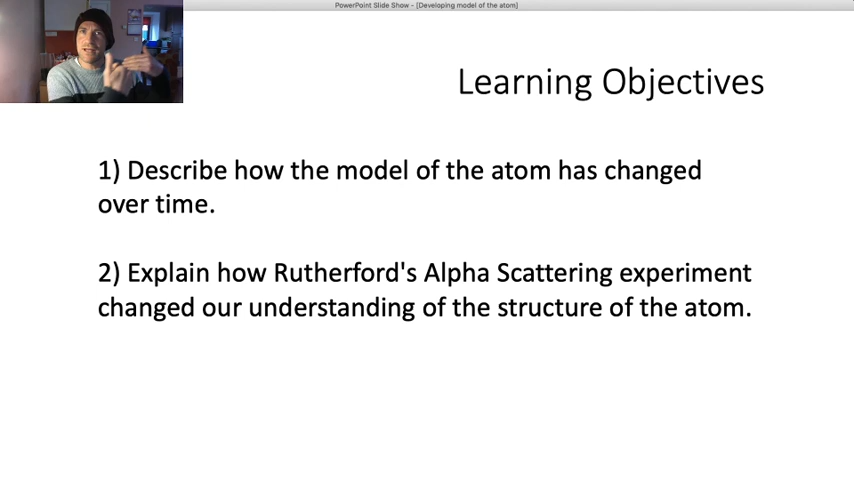 PowerPoint Slide Show - [Developing model of the atom]
Learning Objectives
1) Describe how the model of the atom has changed
over time.
2) Explain how Rutherford's Alpha Scattering experiment
changed our understanding of the structure of the atom.